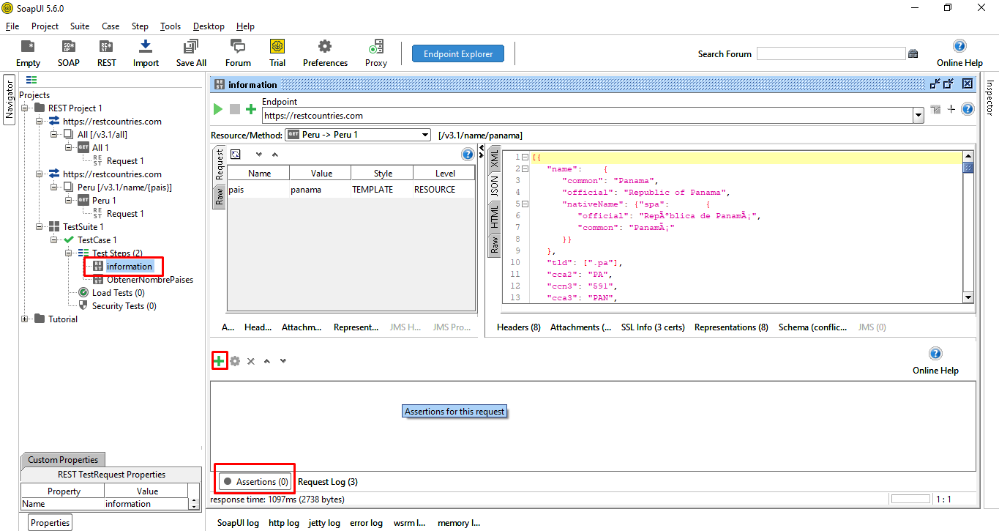 SoapUI 5.6.0
File Project Suite Case Step Tools Desktop Help
Empty SOAP REST Import Save All Forum Trial Preferences Proxy Endpoint Explorer Search Forum Online Help
Navigator
Projects
REST Project 1
https://restcountries.com
All [/v3.1/all]
GET All 1
REST Request 1
https://restcountries.com
Peru [/v3.1/name/{pais}]
GET Peru 1
REST Request 1
TestSuite 1
TestCase 1
Test Steps (2)
REST information
REST ObtenerNombrePaises
Load Tests (0)
Security Tests (0)
Tutorial
Custom Properties
REST TestRequest Properties
Property Value
Name information
Properties
REST information
Endpoint
https://restcountries.com
Resource/Method: GET Peru -> Peru 1 [/v3.1/name/panama]
Request
Raw
Name Value Style Level
pais panama TEMPLATE RESOURCE
A... Head... Attachm... Represent... JMS H... JMS Pro...
XML
JSON
HTML
Raw
1 [{
2 "name": {
3 "common": "Panama",
4 "official": "Republic of Panama",
5 "nativeName": {"spa": {
6 "official": "RepÃºblica de PanamÃ¡",
7 "common": "PanamÃ¡"
8 }}
9 },
10 "tld": [".pa"],
11 "cca2": "PA",
12 "ccn3": "591",
13 "cca3": "PAN",
Headers (8) Attachments (... SSL Info (3 certs) Representations (8) Schema (conflic... JMS (0)
Online Help
Assertions for this request
Assertions (0) Request Log (3)
response time: 1097ms (2738 bytes) 1 : 1
SoapUI log http log jetty log error log wsrm l... memory l...
Inspector